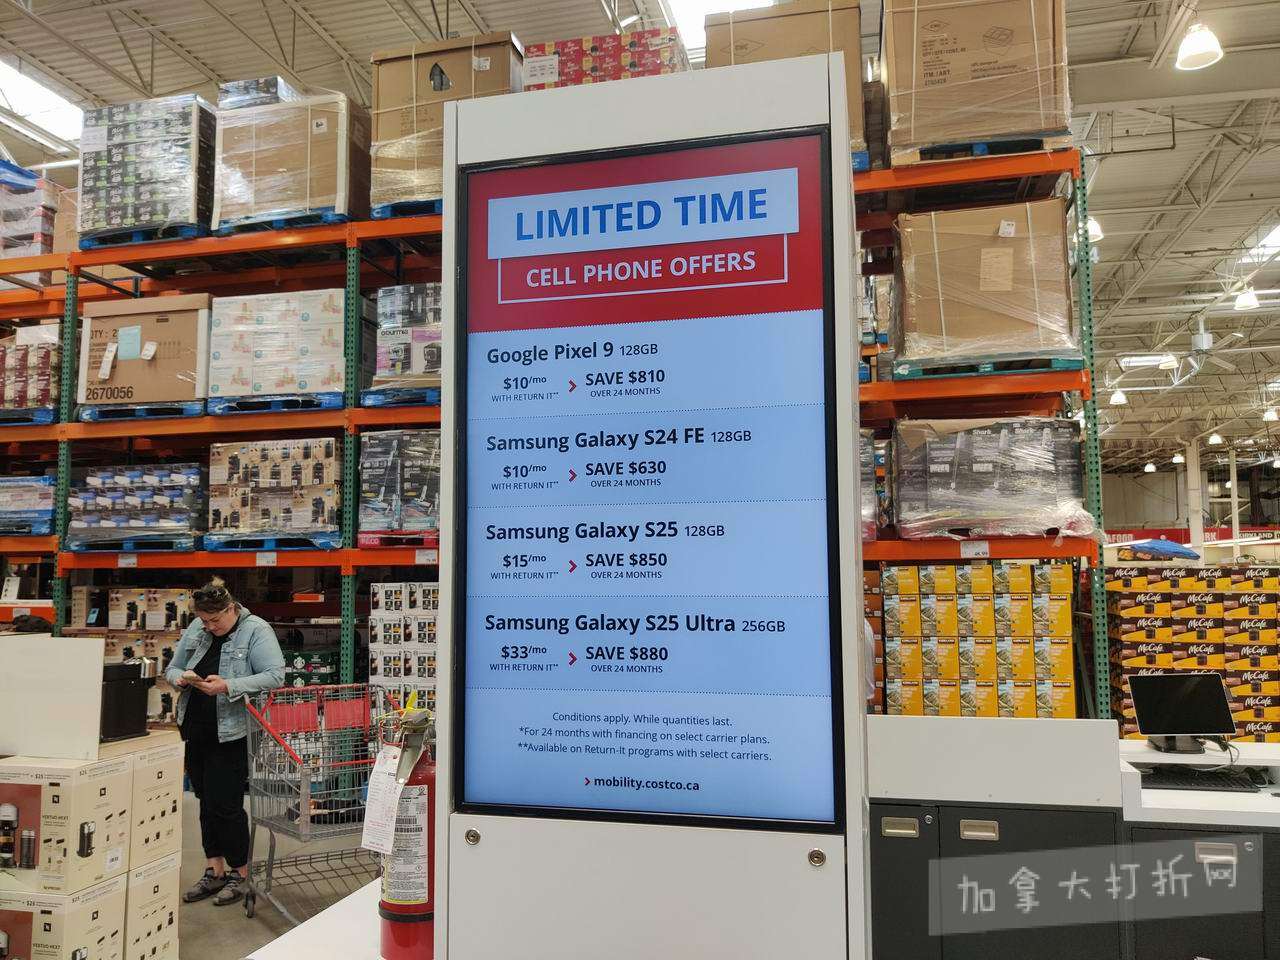 LIMITED TIME
CELL PHONE OFFERS
Google Pixel 9 128GB
$10/mo SAVE $810
WITH RETURN IT** OVER 24 MONTHS
Samsung Galaxy S24 FE 128GB
$10/mo SAVE $630
WITH RETURN IT** OVER 24 MONTHS
Samsung Galaxy S25 128GB
$15/mo SAVE $850
WITH RETURN IT** OVER 24 MONTHS
Samsung Galaxy S25 Ultra 256GB
$33/mo SAVE $880
WITH RETURN IT** OVER 24 MONTHS
Conditions apply. While quantities last.
*For 24 months with financing on select carrier plans.
**Available on Return-It programs with select carriers.
mobility.costco.ca
2670056
Shark
McCafé McCafé McCafé
加拿大打折网